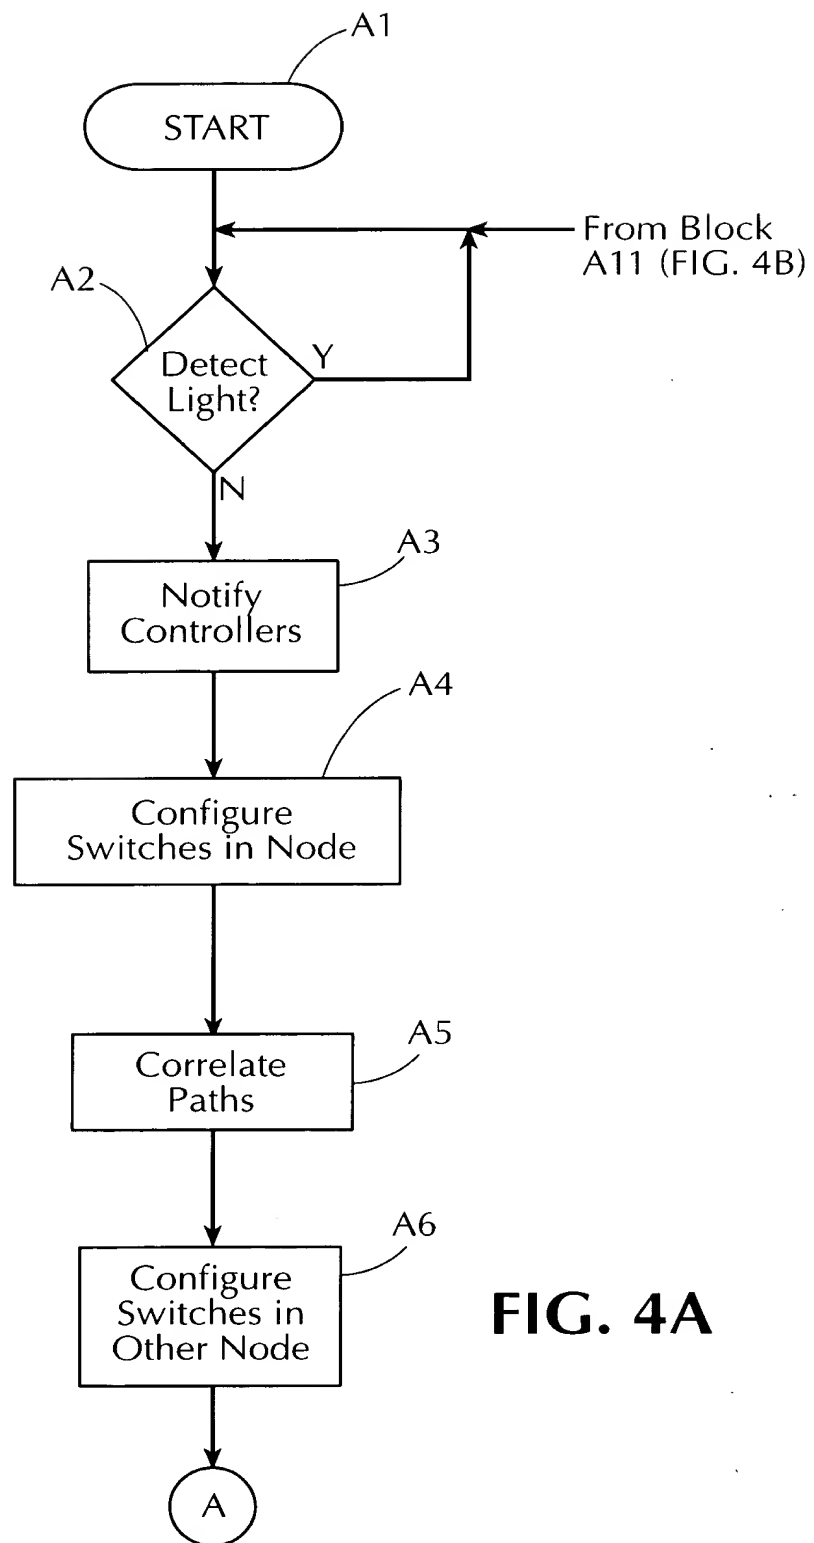 A1
START
From Block
A11 (FIG. 4B)
A2
Detect
Light?
Y
N
A3
Notify
Controllers
A4
Configure
Switches in Node
A5
Correlate
Paths
A6
Configure
Switches in
Other Node
FIG. 4A
A